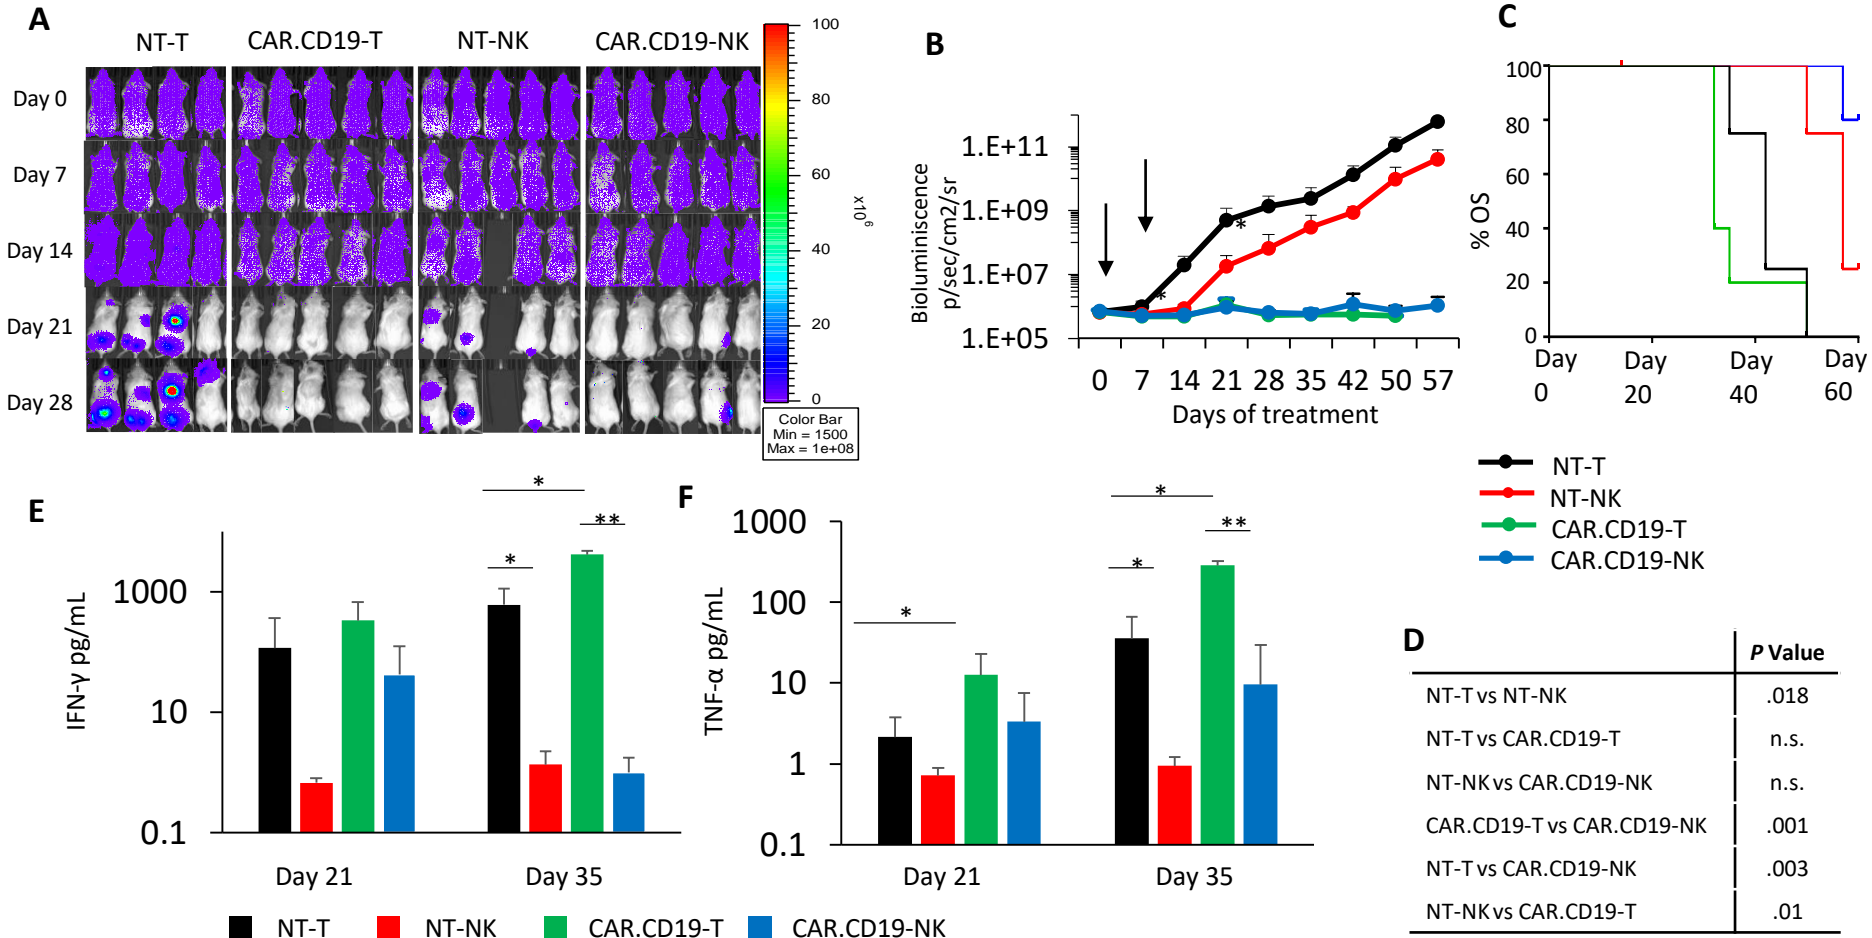 A
NT-T
CAR.CD19-T
NT-NK
CAR.CD19-NK
Day 0
Day 7
Day 14
Day 21
Day 28
100
80
60
40
20
0
x10^6
Color Bar
Min = 1500
Max = 1e+08
B
Bioluminiscence
p/sec/cm2/sr
1.E+11
1.E+09
1.E+07
1.E+05
*
*
0 7 14 21 28 35 42 50 57
Days of treatment
C
% OS
100
80
60
40
20
0
Day 0
Day 20
Day 40
Day 60
NT-T
NT-NK
CAR.CD19-T
CAR.CD19-NK
E
IFN-γ pg/mL
1000
10
0.1
*
*
**
Day 21
Day 35
F
TNF-α pg/mL
1000
100
10
1
0.1
*
*
*
**
Day 21
Day 35
NT-T
NT-NK
CAR.CD19-T
CAR.CD19-NK
D
P Value
NT-T vs NT-NK .018
NT-T vs CAR.CD19-T n.s.
NT-NK vs CAR.CD19-NK n.s.
CAR.CD19-T vs CAR.CD19-NK .001
NT-T vs CAR.CD19-NK .003
NT-NK vs CAR.CD19-T .01